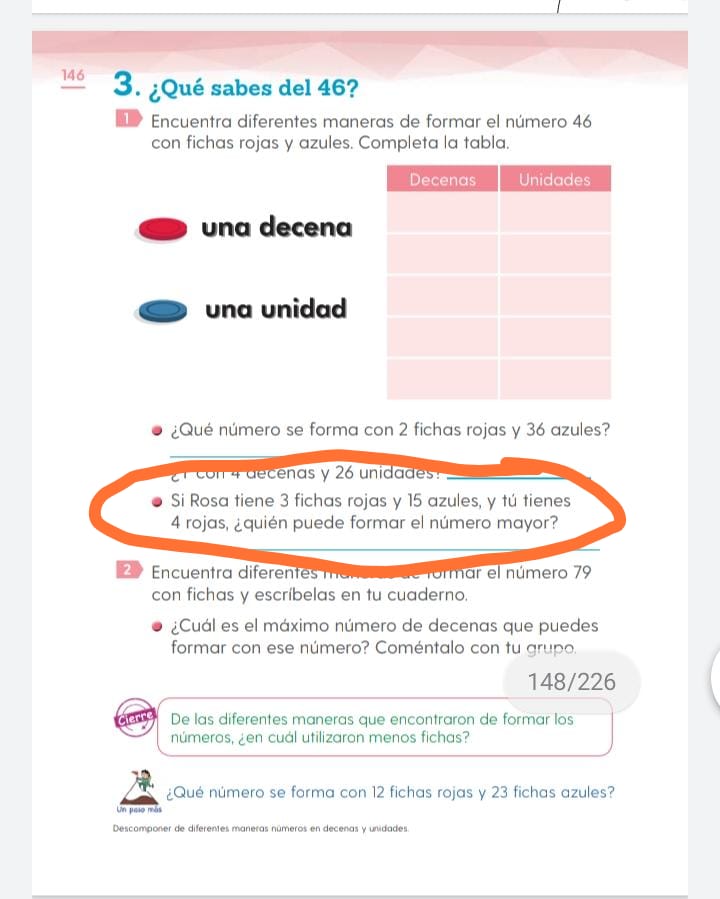 146
3. ¿Qué sabes del 46?
1 Encuentra diferentes maneras de formar el número 46
con fichas rojas y azules. Completa la tabla.
Decenas Unidades
una decena
una unidad
¿Qué número se forma con 2 fichas rojas y 36 azules?
¿Y con 4 decenas y 26 unidades?
Si Rosa tiene 3 fichas rojas y 15 azules, y tú tienes
4 rojas, ¿quién puede formar el número mayor?
2 Encuentra diferentes maneras de formar el número 79
con fichas y escríbelas en tu cuaderno.
¿Cuál es el máximo número de decenas que puedes
formar con ese número? Coméntalo con tu grupo.
148/226
Cierre
De las diferentes maneras que encontraron de formar los
números, ¿en cuál utilizaron menos fichas?
¿Qué número se forma con 12 fichas rojas y 23 fichas azules?
Un paso más
Descomponer de diferentes maneras números en decenas y unidades.